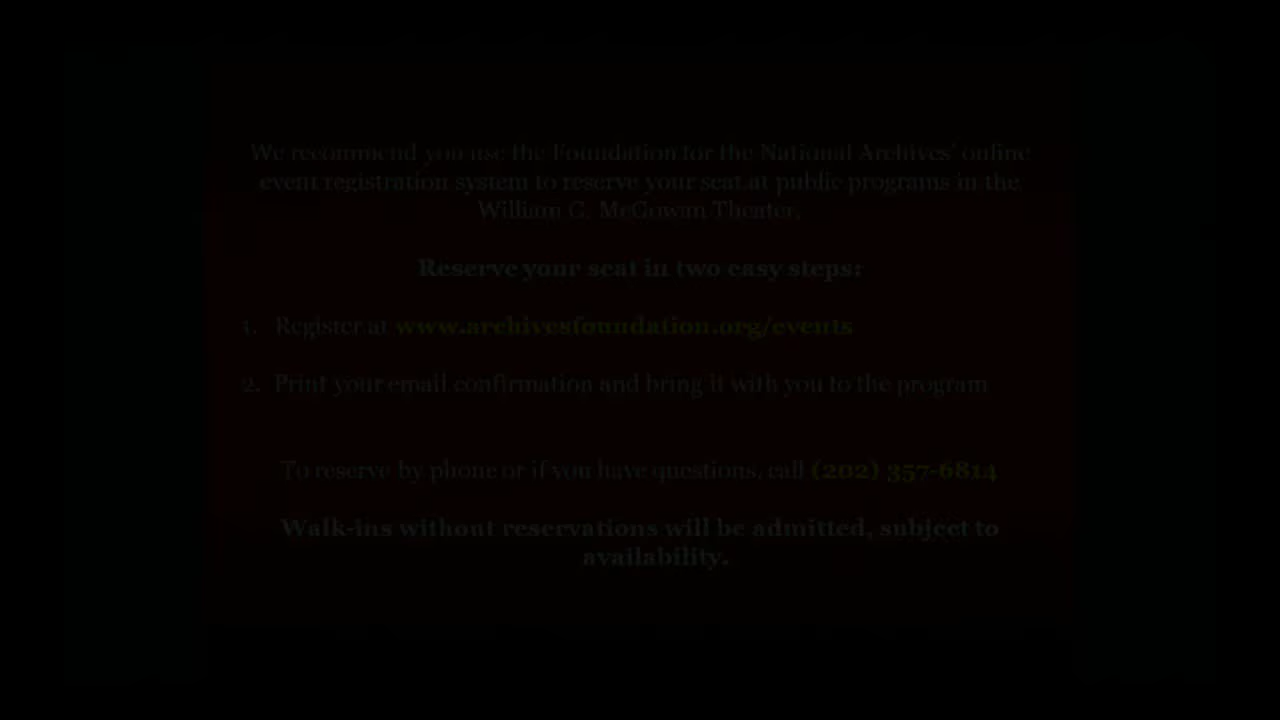 We recommend you use the Foundation for the National Archives' online
event registration system to reserve your seat at public programs in the
William G. McGowan Theater.
Reserve your seat in two easy steps:
1. Register at www.archivesfoundation.org/events
2. Print your email confirmation and bring it with you to the program
To reserve by phone or if you have questions, call (202) 357-6814
Walk-ins without reservations will be admitted, subject to
availability.